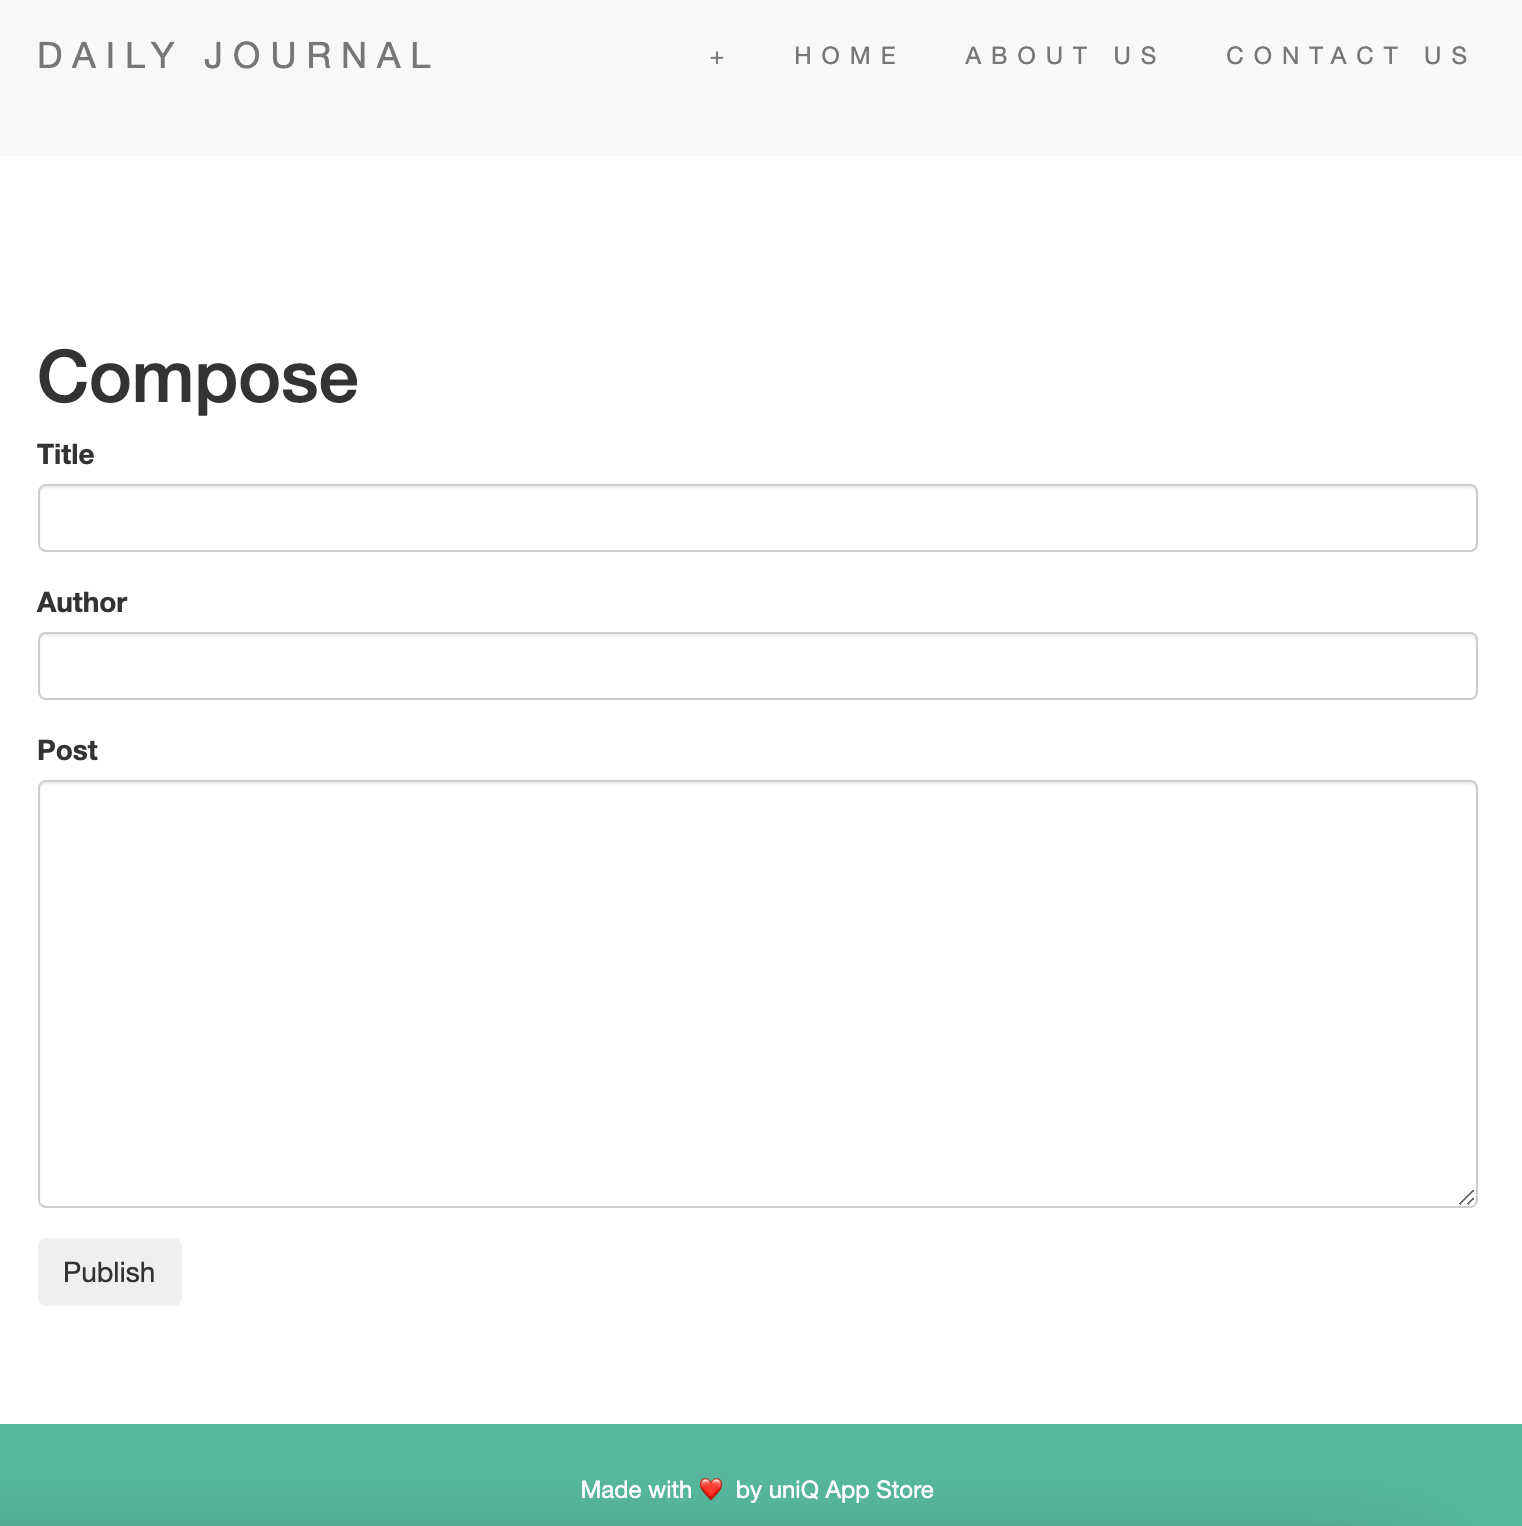 DAILY JOURNAL + HOME ABOUT US CONTACT US
Compose
Title
Author
Post
Publish
Made with ❤️ by uniQ App Store